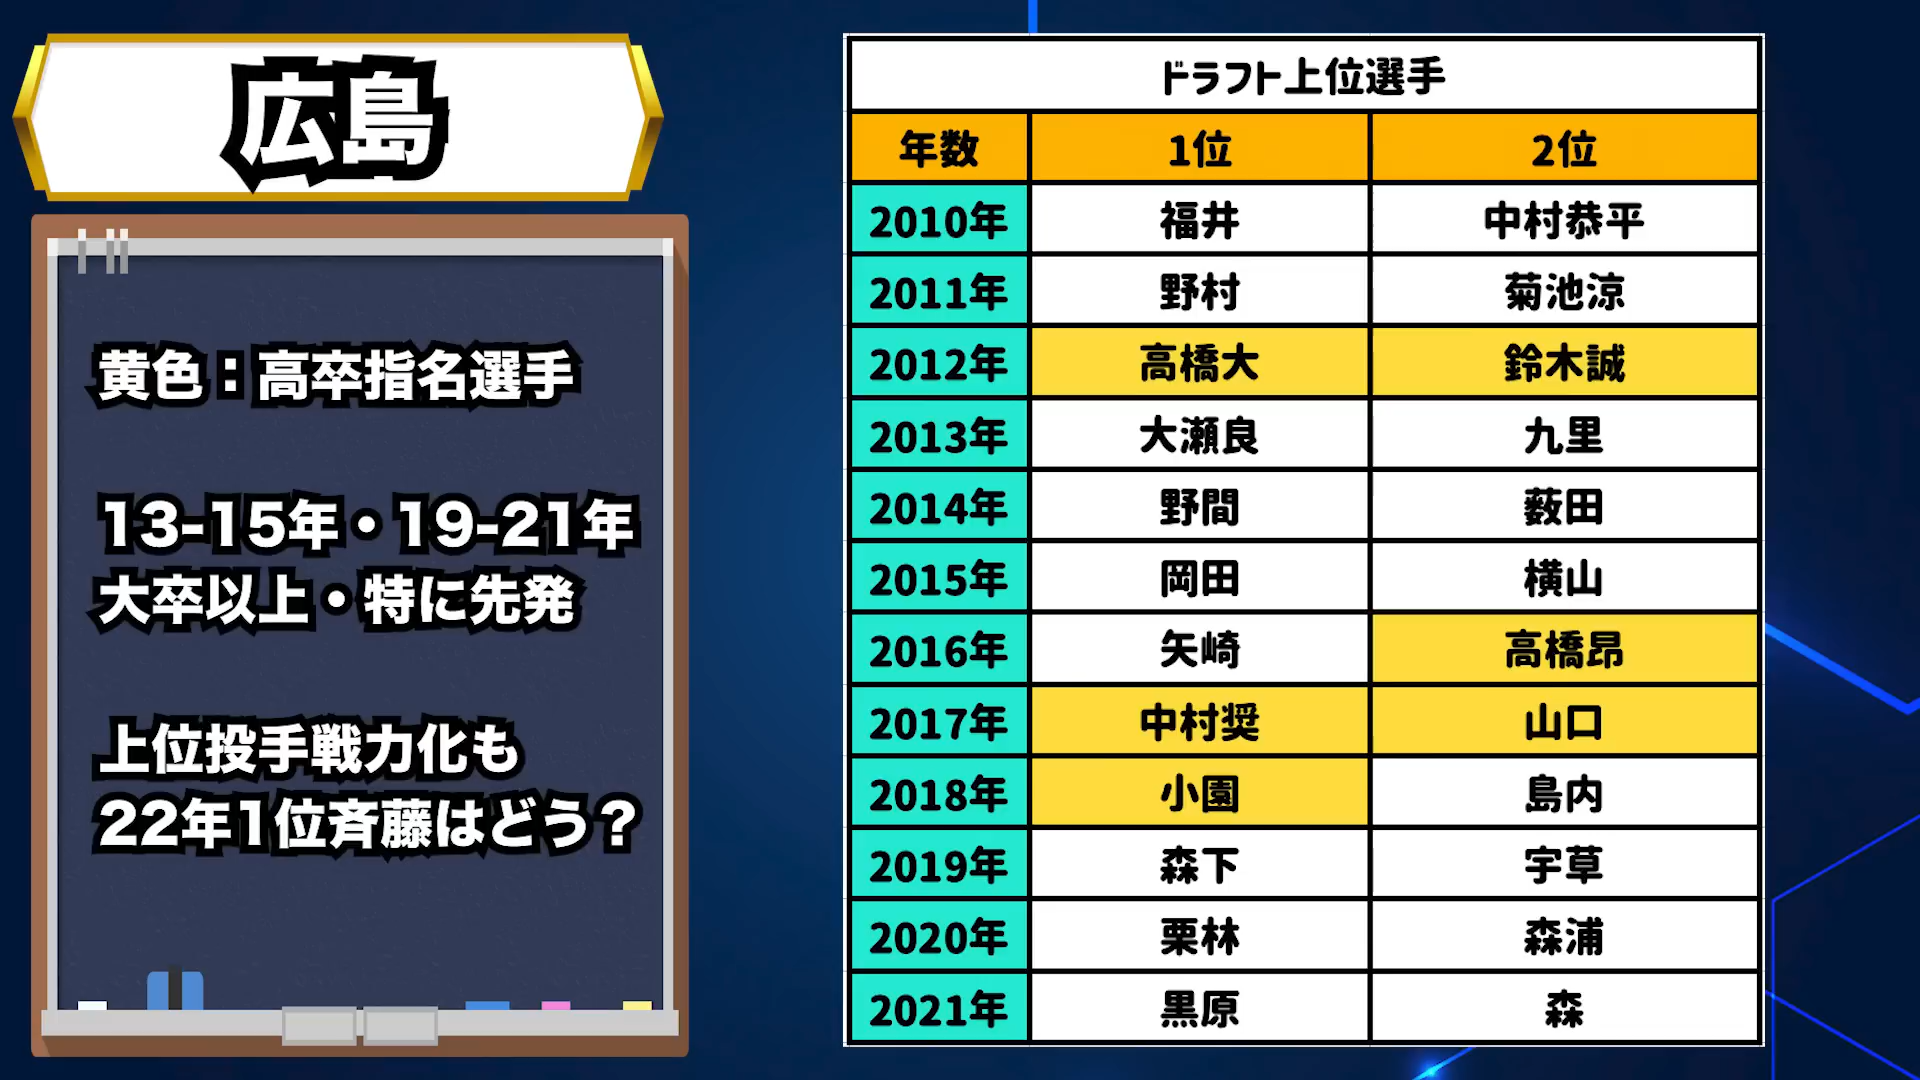 広島
黄色：高卒指名選手
13-15年・19-21年
大卒以上・特に先発
上位投手戦力化も
22年1位斉藤はどう？
ドラフト上位選手
年数 1位 2位
2010年 福井 中村恭平
2011年 野村 菊池涼
2012年 高橋大 鈴木誠
2013年 大瀬良 九里
2014年 野間 薮田
2015年 岡田 横山
2016年 矢崎 高橋昂
2017年 中村奨 山口
2018年 小園 島内
2019年 森下 宇草
2020年 栗林 森浦
2021年 黒原 森